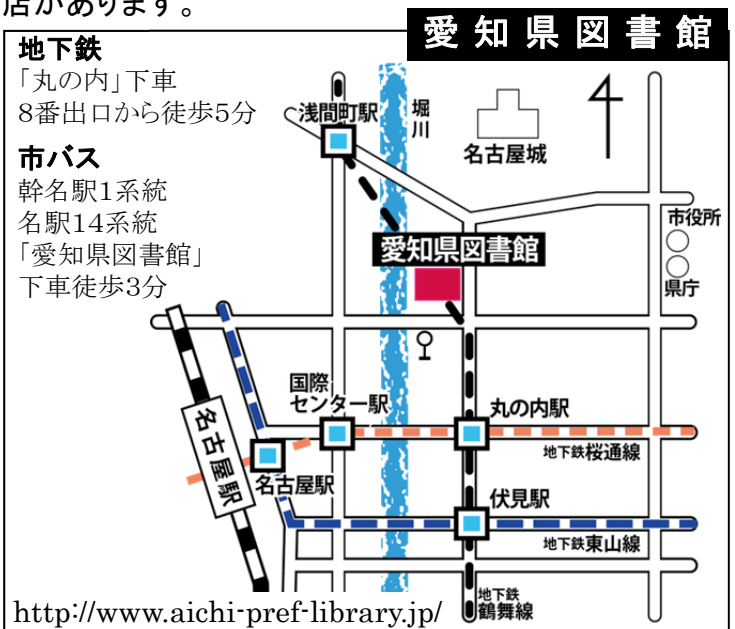 店があります。
愛知県図書館
地下鉄
「丸の内」下車
8番出口から徒歩5分
市バス
幹名駅1系統
名駅14系統
「愛知県図書館」
下車徒歩3分
浅間町駅
堀川
名古屋城
市役所
県庁
愛知県図書館
国際
センター駅
丸の内駅
地下鉄桜通線
名古屋駅
名古屋駅
伏見駅
地下鉄東山線
地下鉄
鶴舞線
http://www.aichi-pref-library.jp/